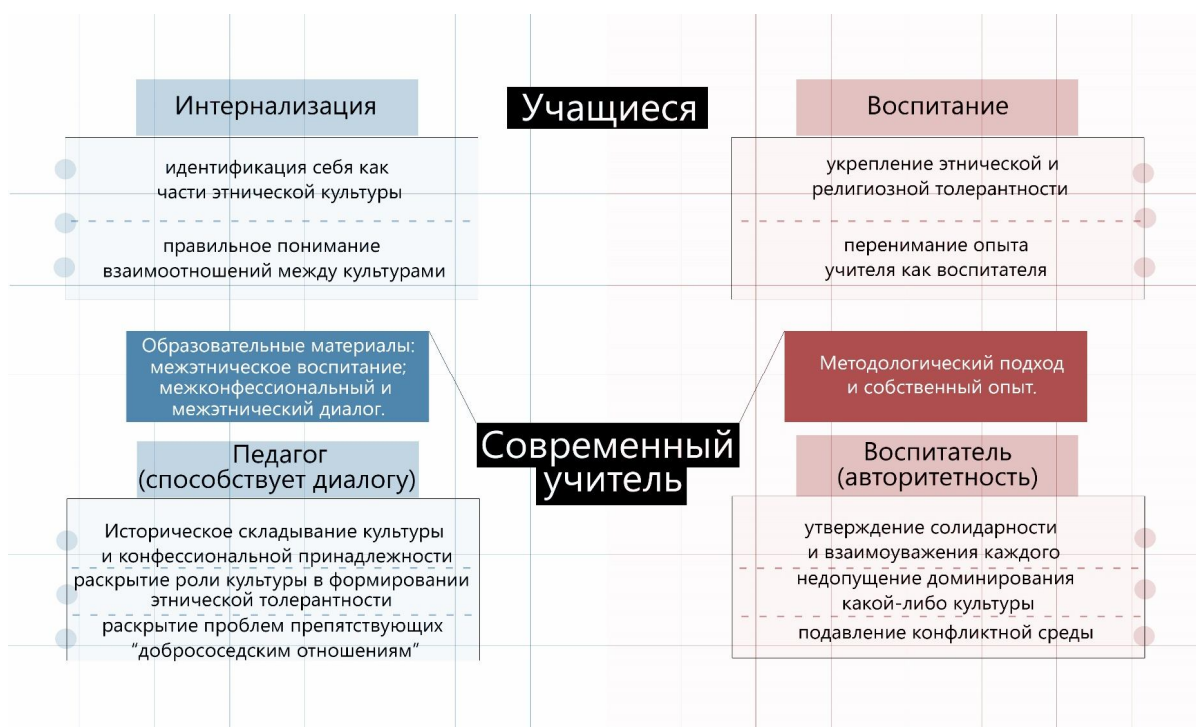 Интернализация
Учащиеся
Воспитание
идентификация себя как
части этнической культуры
правильное понимание
взаимоотношений между культурами
укрепление этнической и
религиозной толерантности
перенимание опыта
учителя как воспитателя
Образовательные материалы:
межэтническое воспитание;
межконфессиональный и
межэтнический диалог.
Методологический подход
и собственный опыт.
Современный
учитель
Педагог
(способствует диалогу)
Историческое складывание культуры
и конфессиональной принадлежности
раскрытие роли культуры в формировании
этнической толерантности
раскрытие проблем препятствующих
“добрососедским отношениям”
Воспитатель
(авторитетность)
утверждение солидарности
и взаимоуважения каждого
недопущение доминирования
какой-либо культуры
подавление конфликтной среды